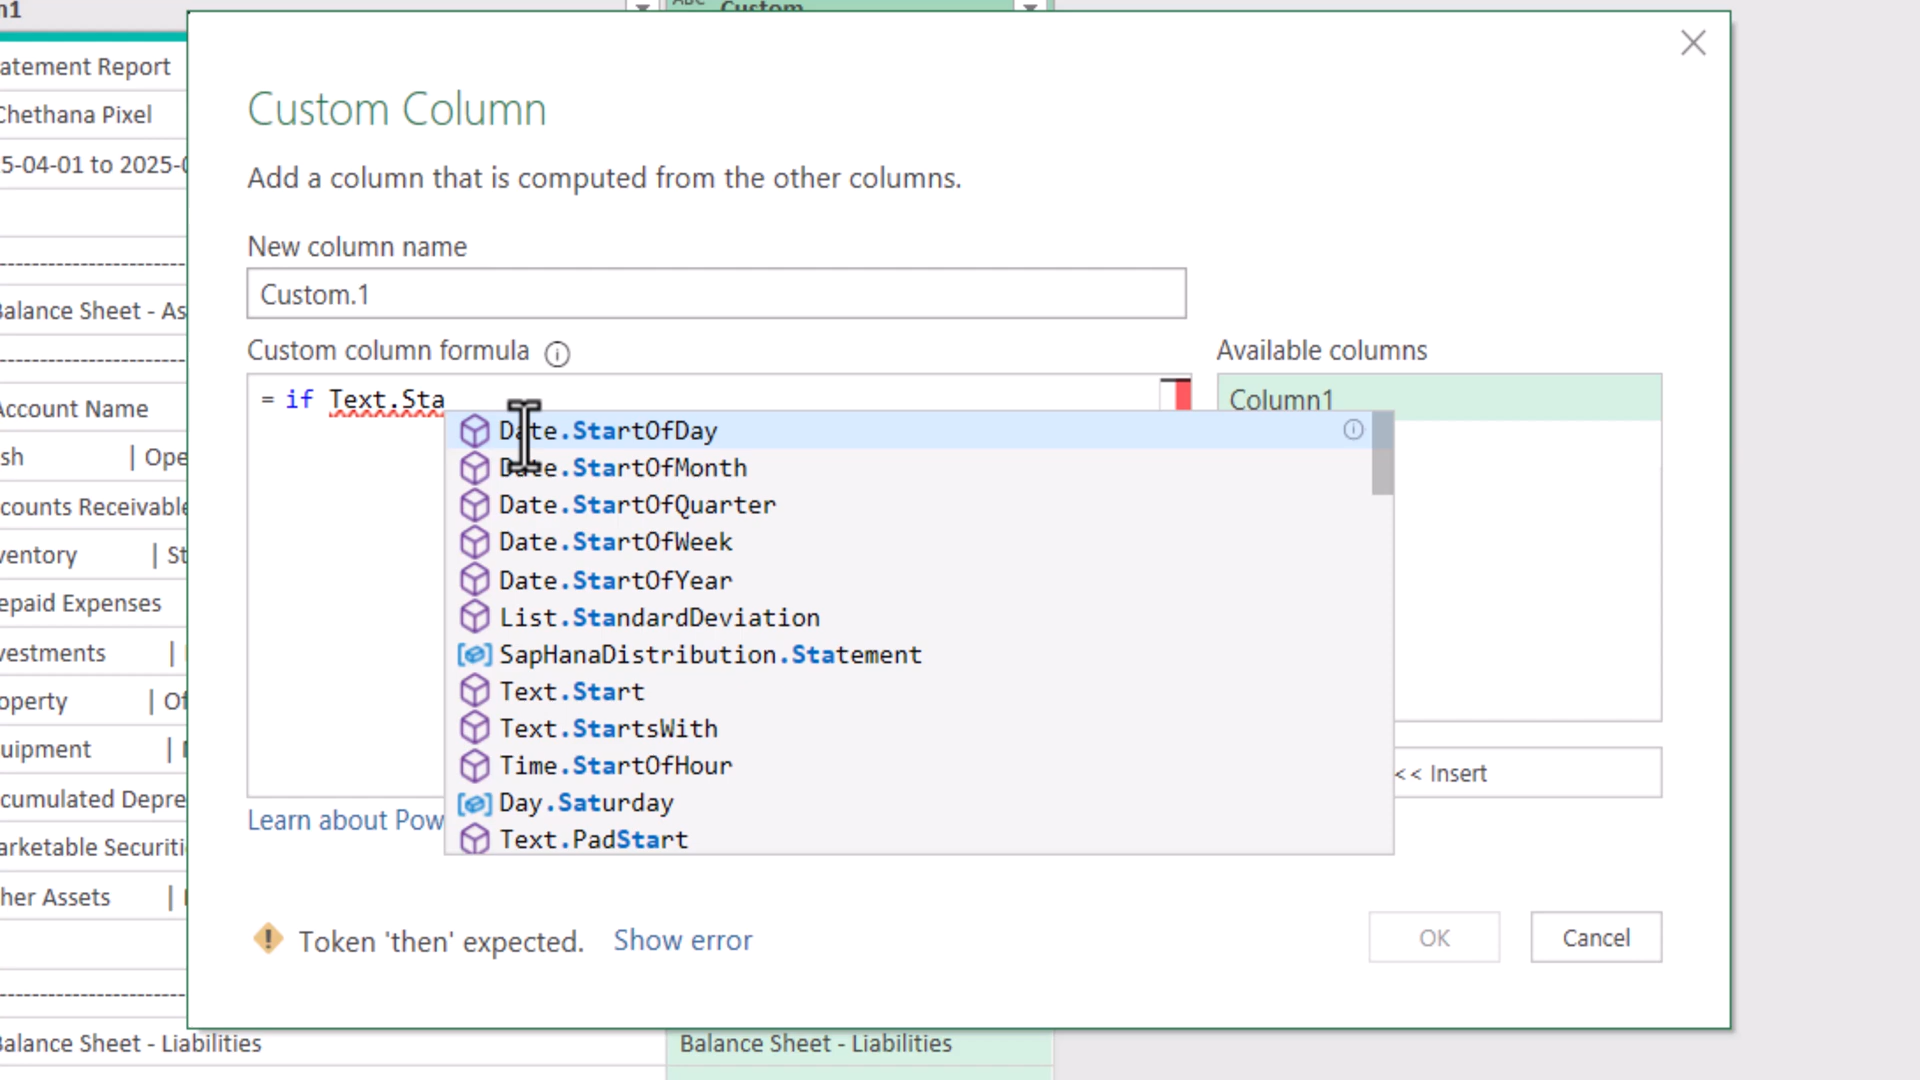 n1
ABC Custom
atement Report
Chethana Pixel
5-04-01 to 2025-0
--------------------
Balance Sheet - As
--------------------
Account Name
sh | Ope
counts Receivable
ventory | St
epaid Expenses
vestments |
operty | Of
uipment |
cumulated Depre
arketable Securiti
her Assets |
--------------------
Balance Sheet - Liabilities
Balance Sheet - Liabilities
Custom Column
Add a column that is computed from the other columns.
New column name
Custom.1
Custom column formula
Available columns
= if Text.Sta
Column1
Date.StartOfDay
Date.StartOfMonth
Date.StartOfQuarter
Date.StartOfWeek
Date.StartOfYear
List.StandardDeviation
SapHanaDistribution.Statement
Text.Start
Text.StartsWith
Time.StartOfHour
Day.Saturday
Text.PadStart
<< Insert
Learn about Pow
Token 'then' expected. Show error
OK
Cancel